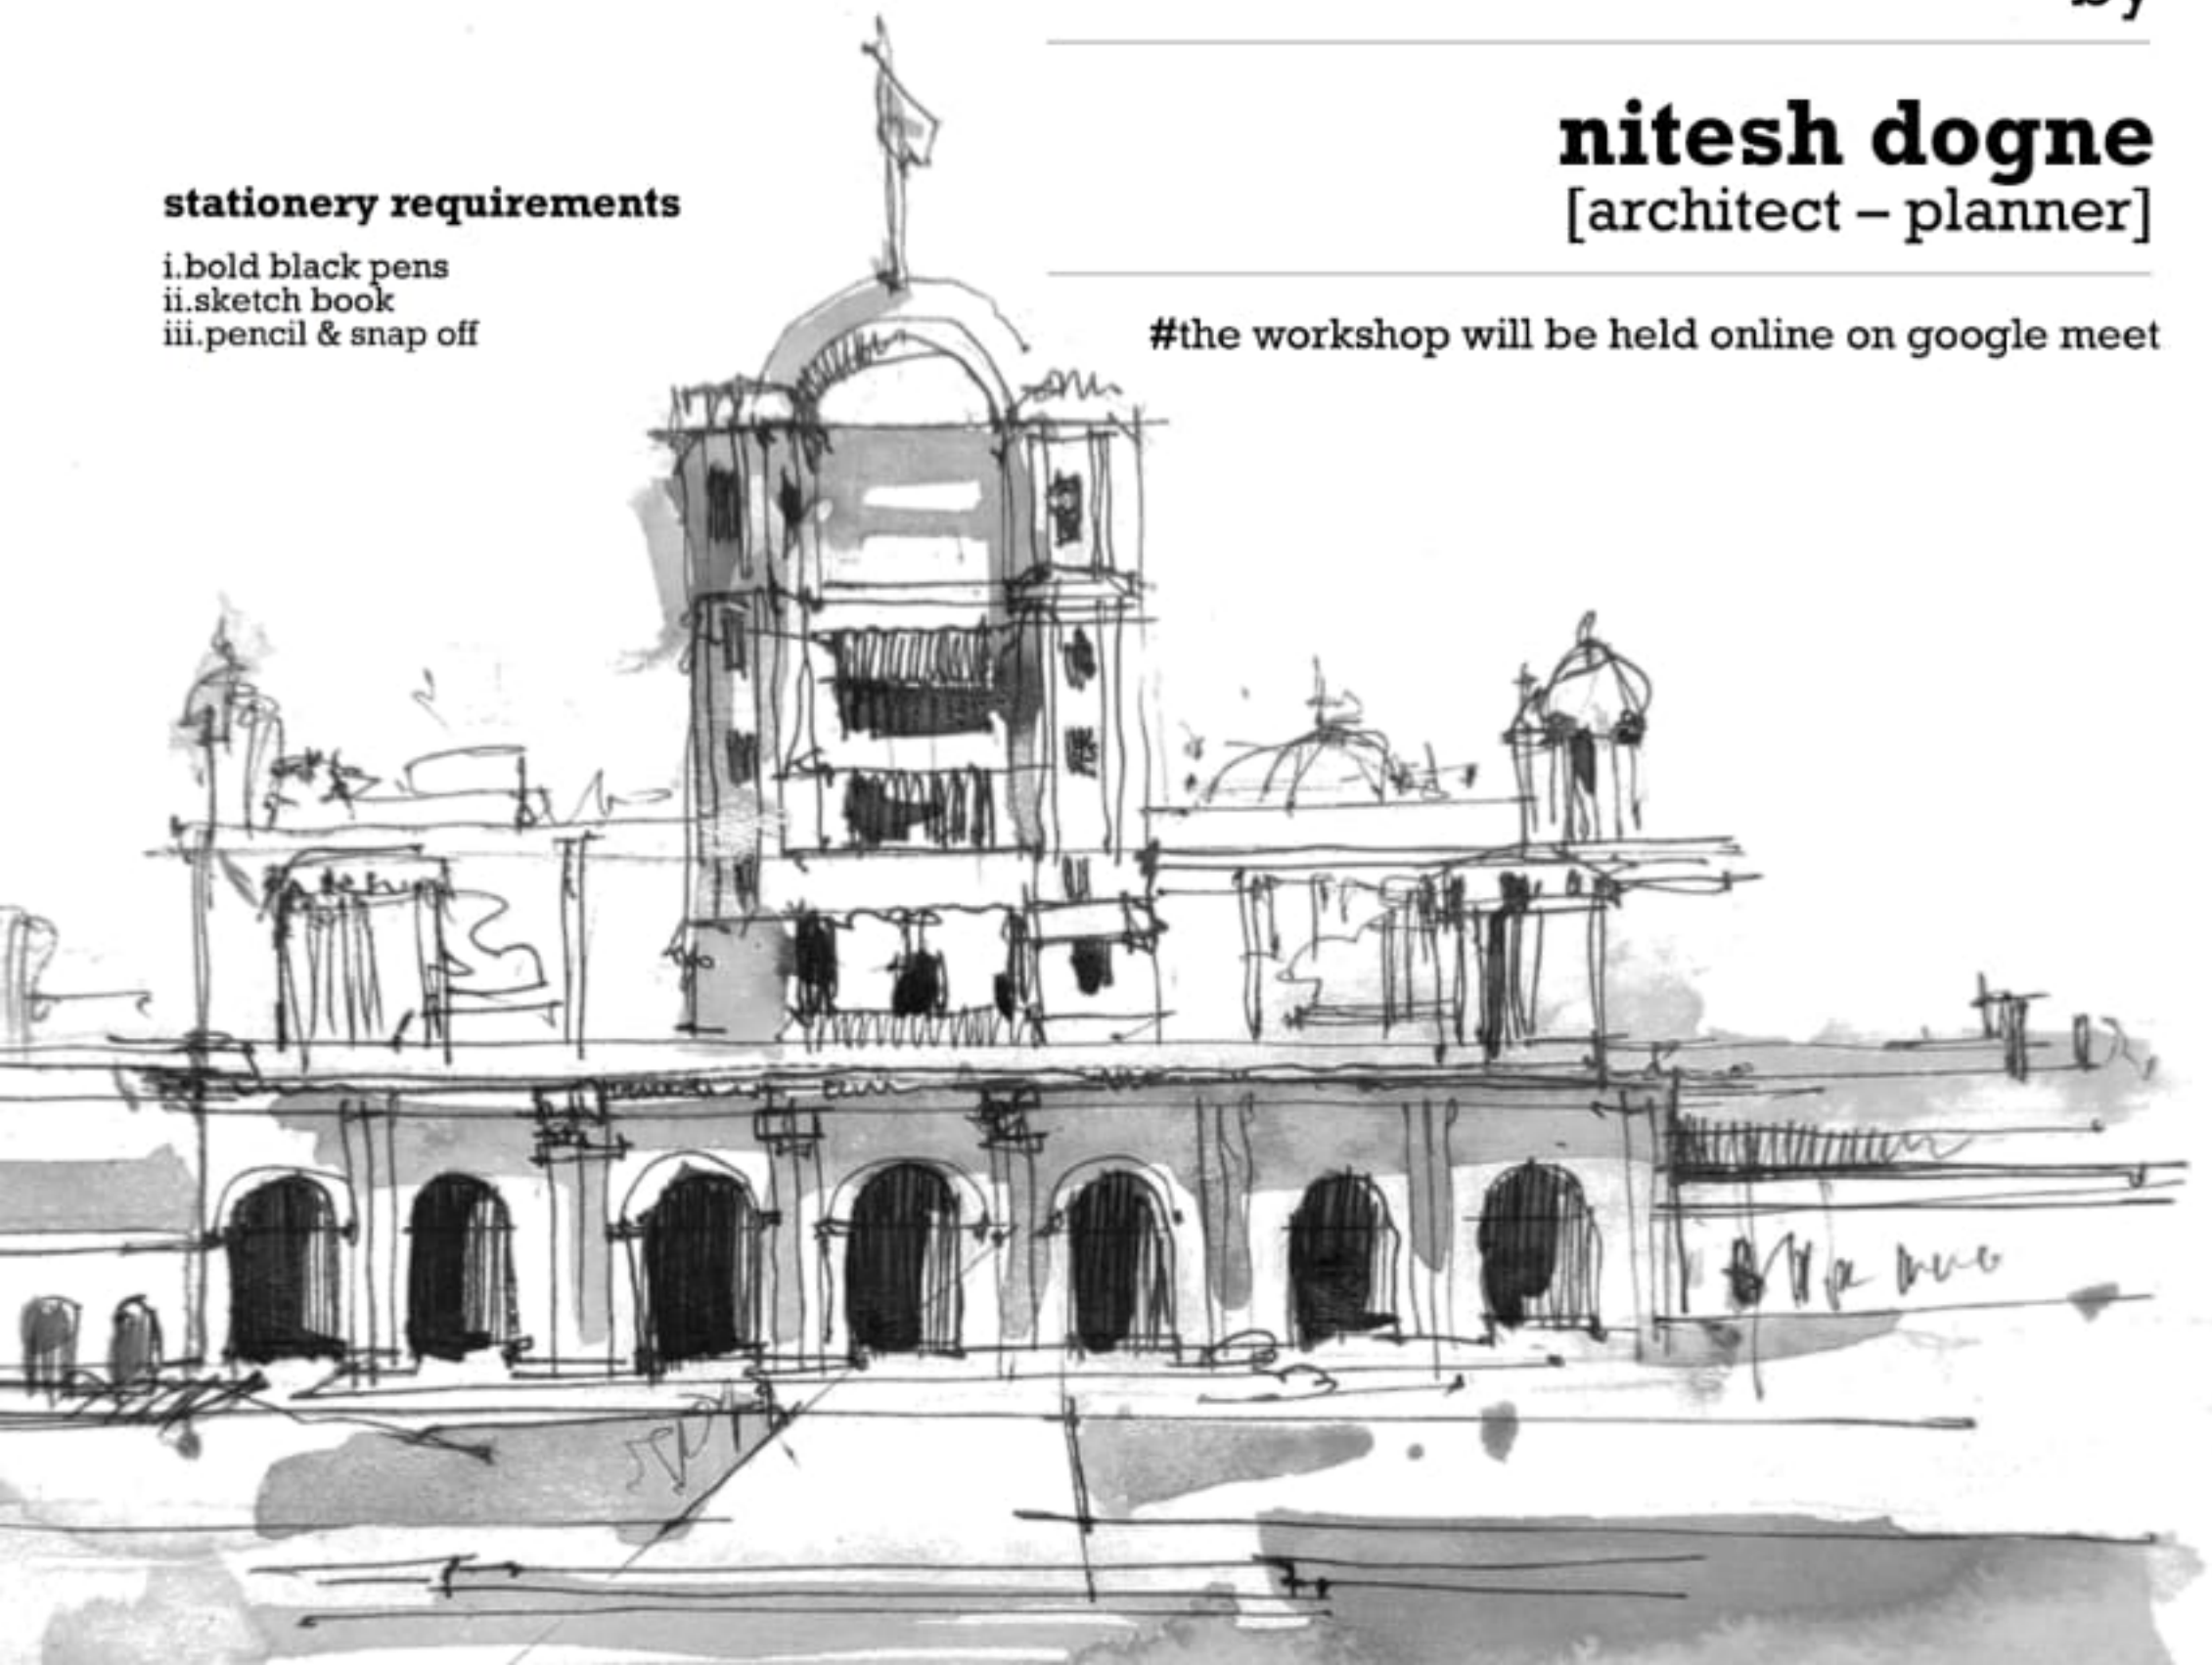 by
nitesh dogne
[architect – planner]
stationery requirements
i.bold black pens
ii.sketch book
iii.pencil & snap off
#the workshop will be held online on google meet